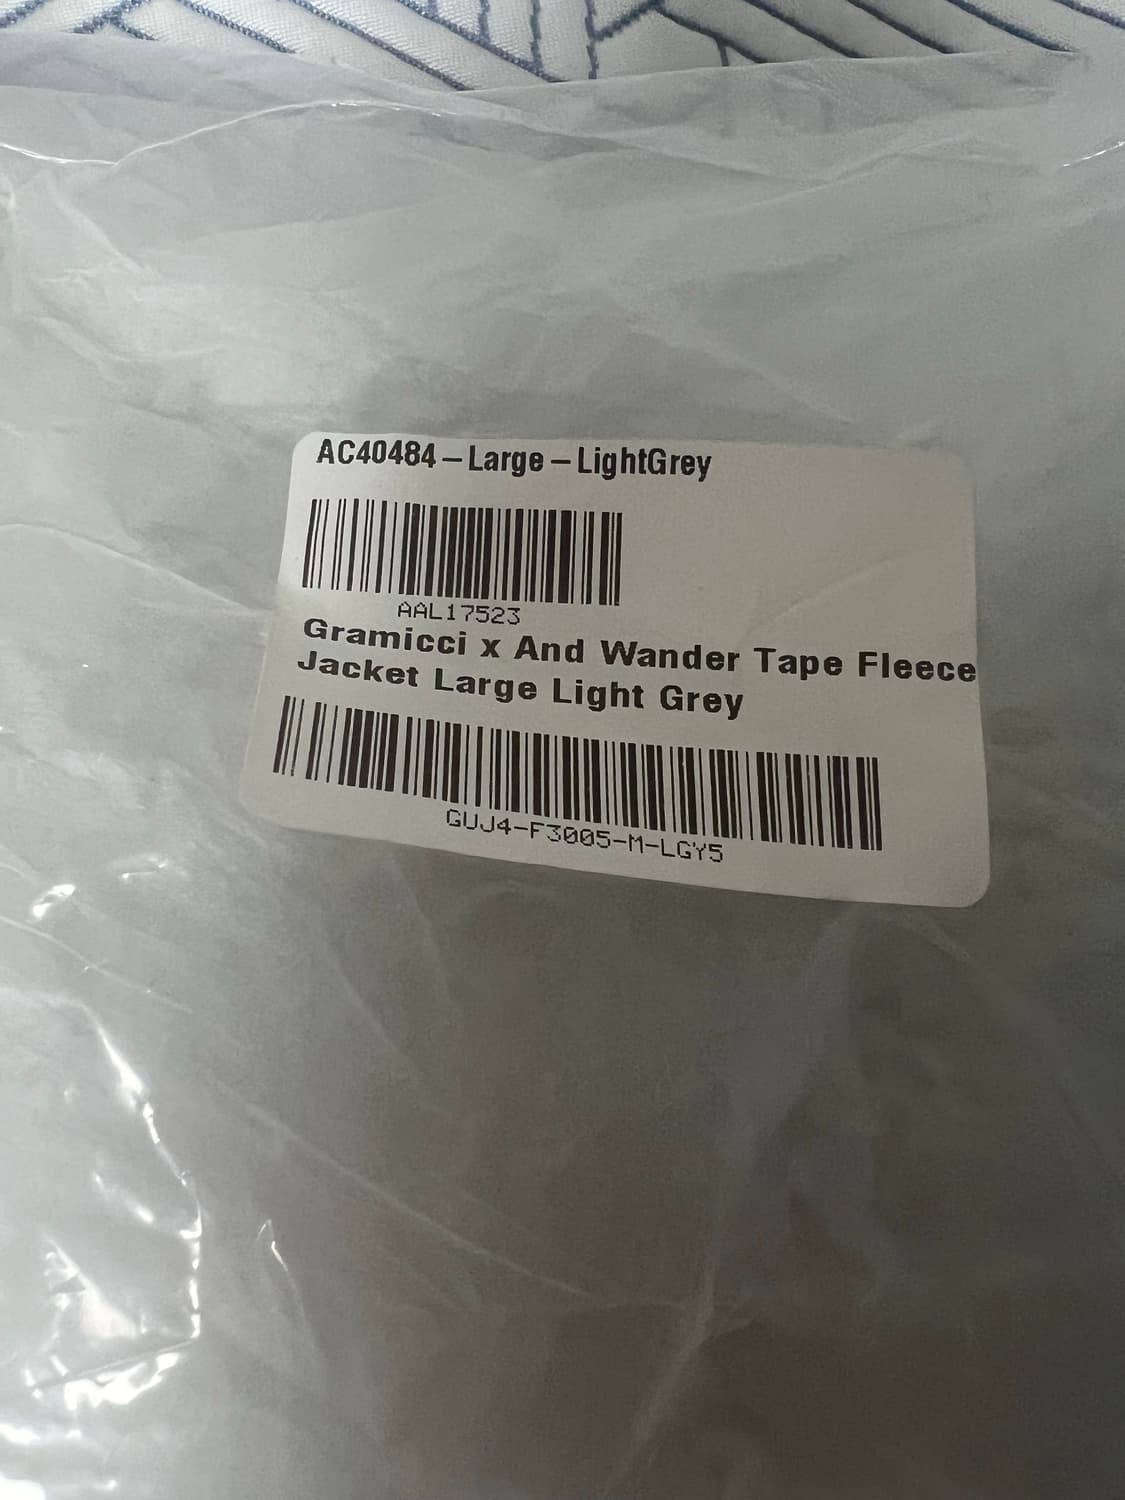 AC40484-Large-LightGrey
AAL17523
Gramicci x And Wander Tape Fleece
Jacket Large Light Grey
GUJ4-F3005-M-LGY5